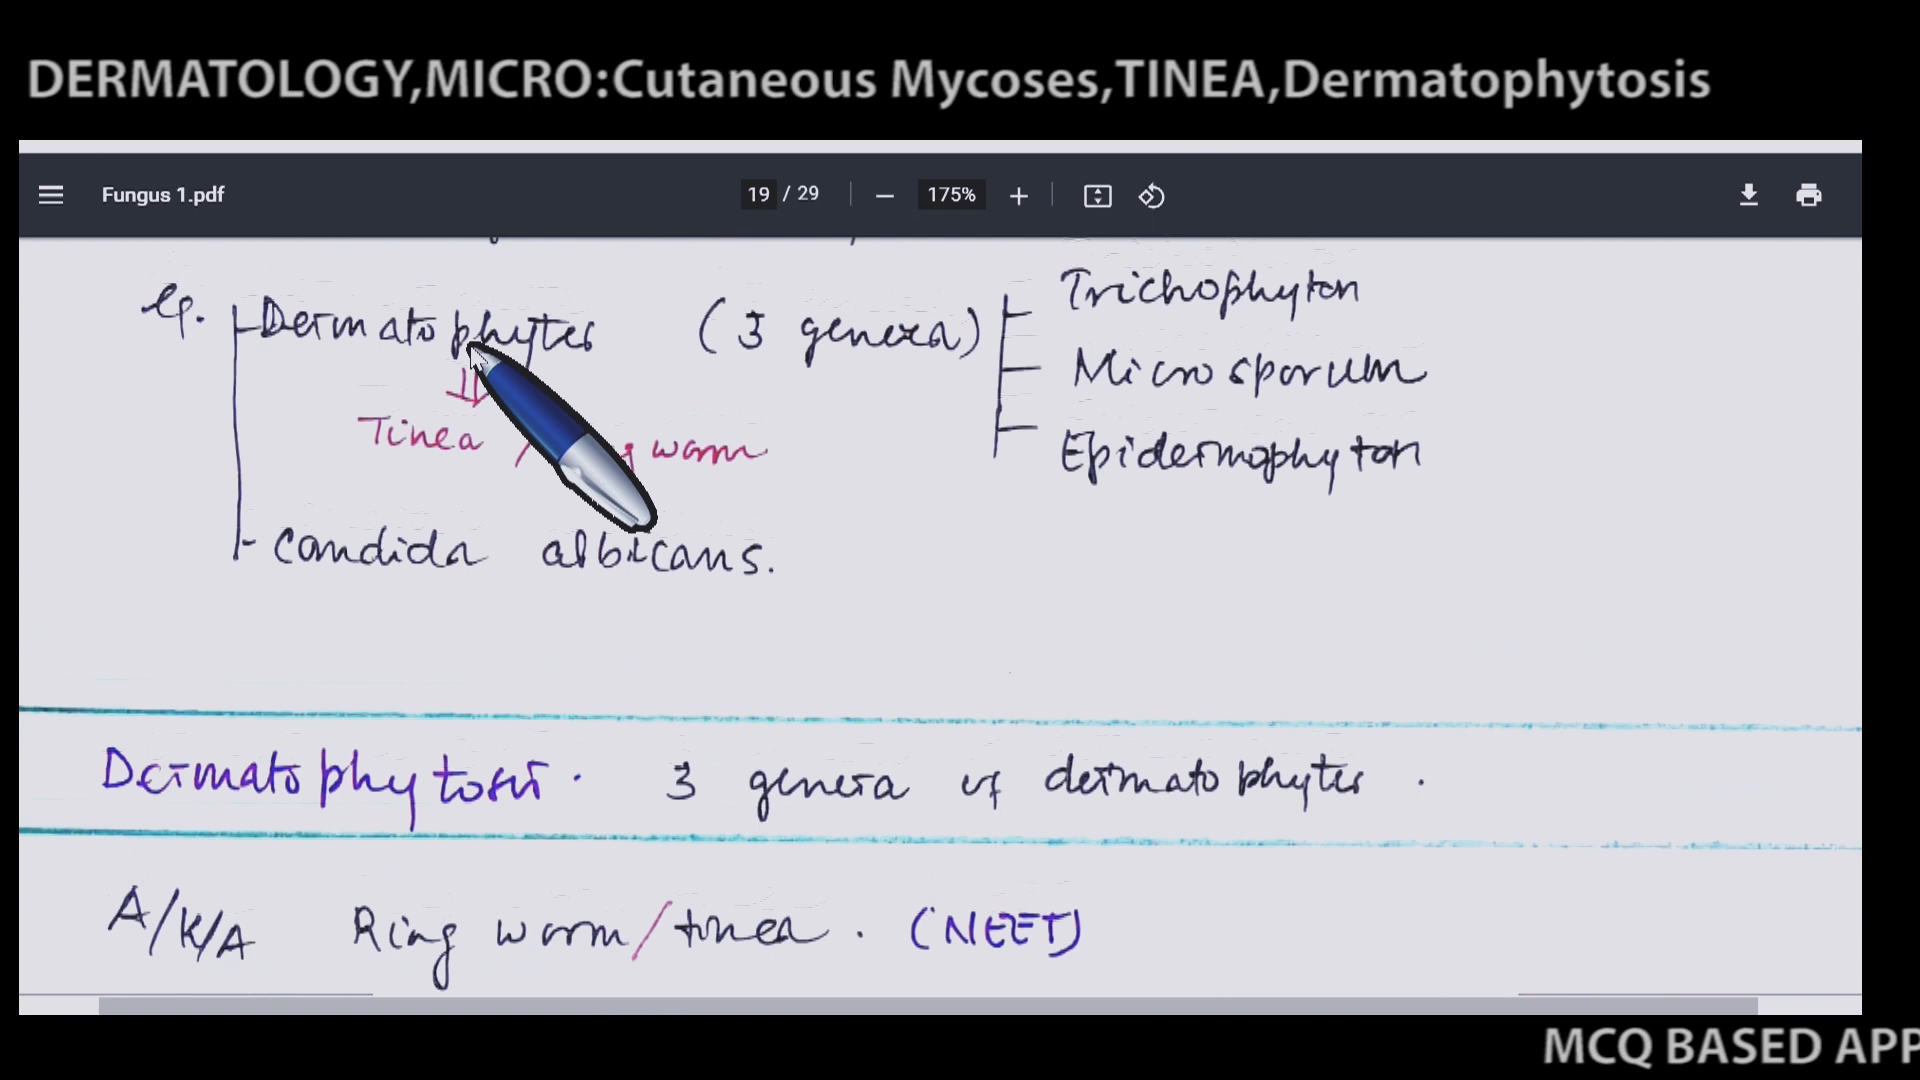 DERMATOLOGY,MICRO:Cutaneous Mycoses,TINEA,Dermatophytosis
Fungus 1.pdf 19 / 29 175%
eg. Dermatophytes (3 genera) Trichophyton
Microsporum
Tinea / worm Epidermophyton
Candida albicans.
Dermatophytosis. 3 genera of dermatophytes.
A/K/A Ring worm/tinea. (NEET)
MCQ BASED APP